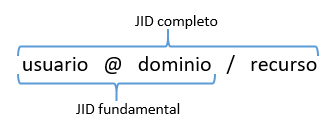 JID completo
usuario @ dominio / recurso
JID fundamental